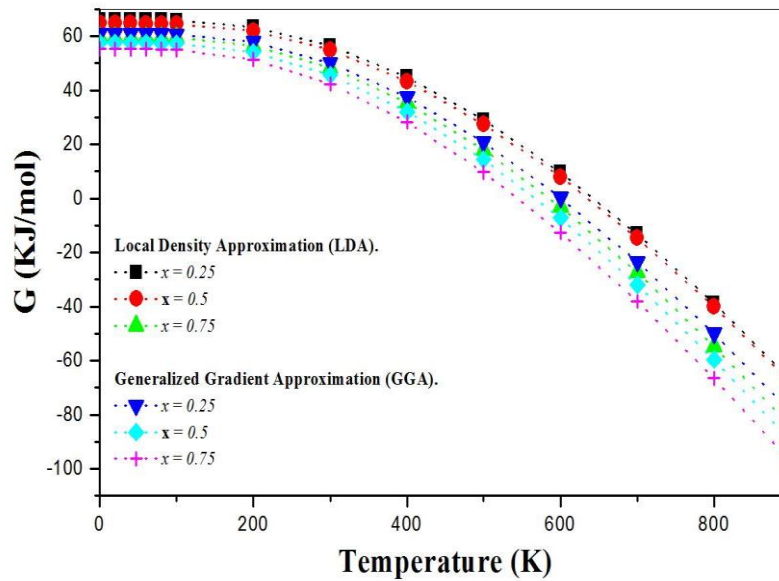 60
40
20
0
-20
-40
-60
-80
-100
G (KJ/mol)
Local Density Approximation (LDA).
x = 0.25
x = 0.5
x = 0.75
Generalized Gradient Approximation (GGA).
x = 0.25
x = 0.5
x = 0.75
0 200 400 600 800
Temperature (K)